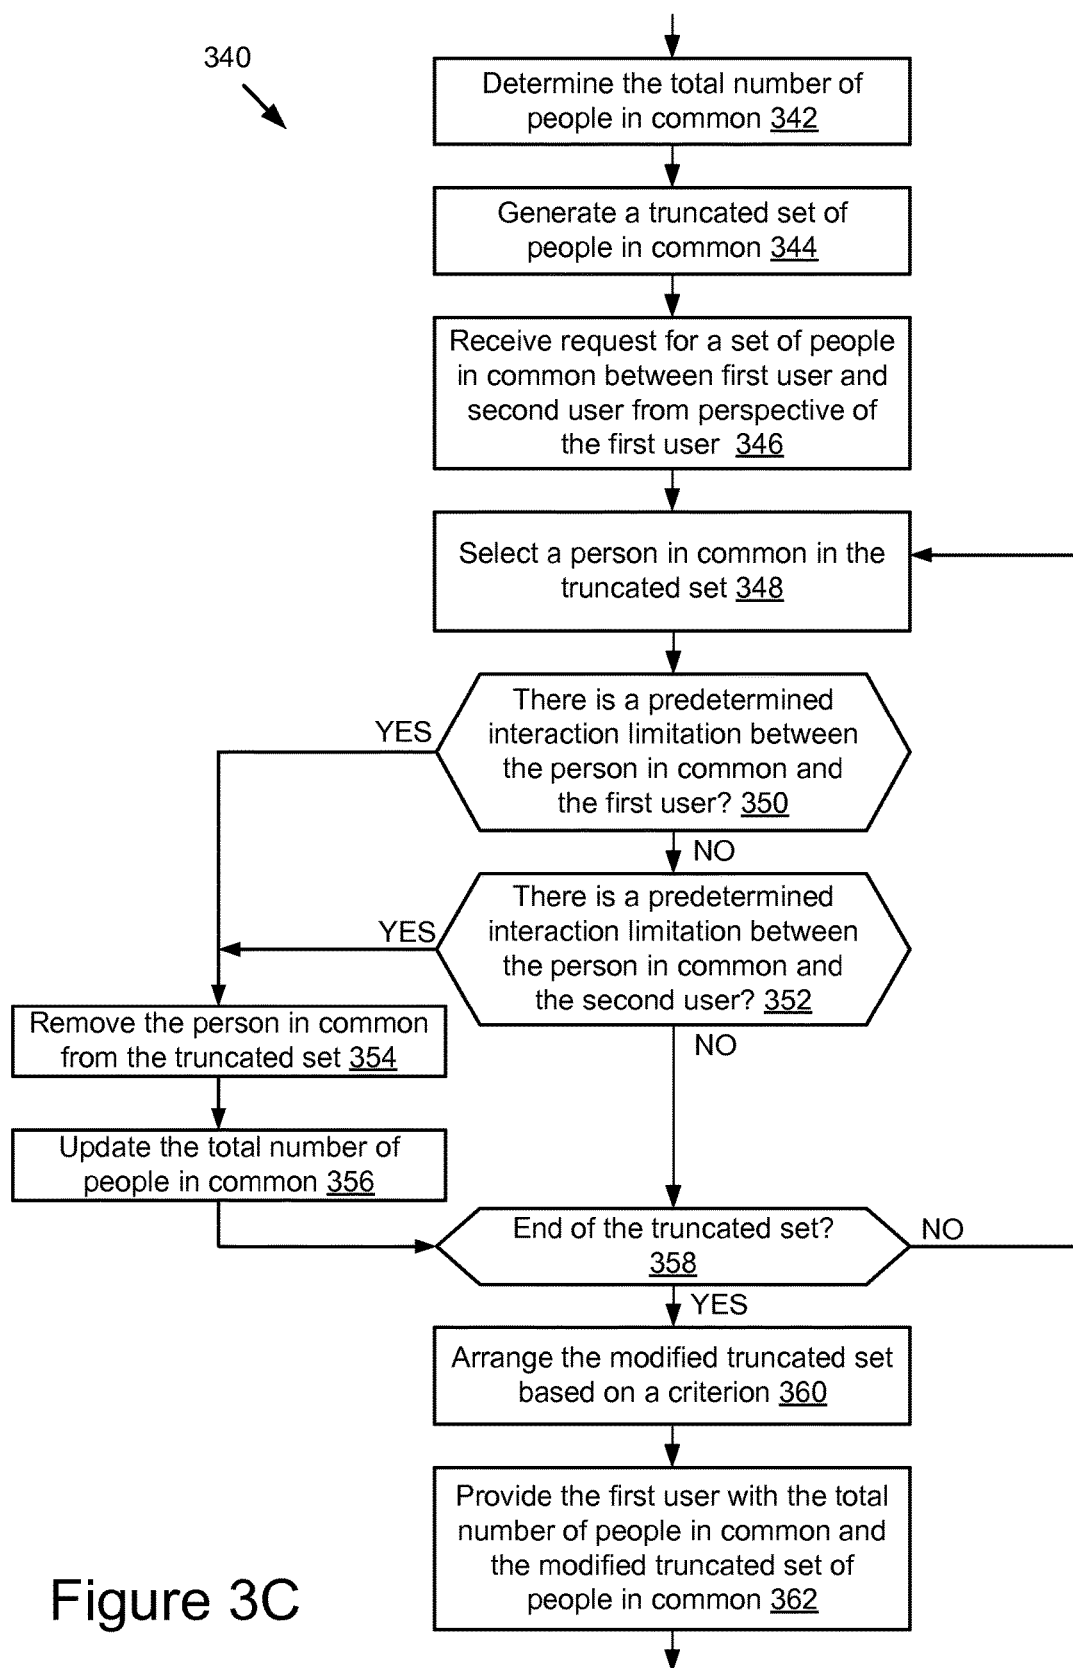 340
Determine the total number of
people in common 342
Generate a truncated set of
people in common 344
Receive request for a set of people
in common between first user and
second user from perspective of
the first user 346
Select a person in common in the
truncated set 348
There is a predetermined
interaction limitation between
the person in common and
the first user? 350
YES
NO
There is a predetermined
interaction limitation between
the person in common and
the second user? 352
YES
NO
Remove the person in common
from the truncated set 354
Update the total number of
people in common 356
End of the truncated set?
358
NO
YES
Arrange the modified truncated set
based on a criterion 360
Provide the first user with the total
number of people in common and
the modified truncated set of
people in common 362
Figure 3C